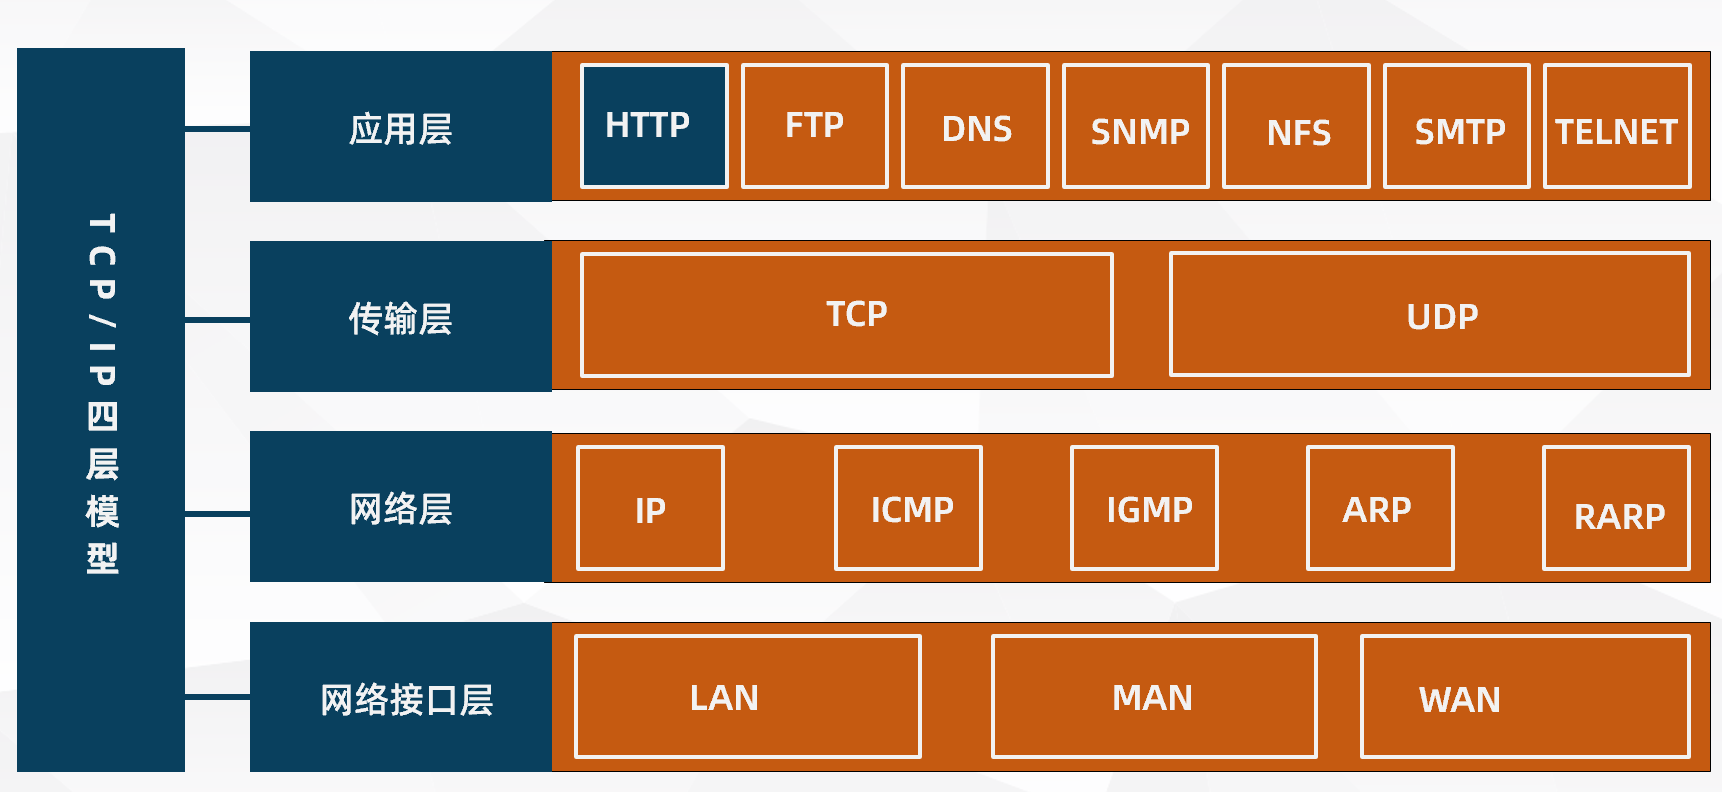 TCP/IP四层模型
应用层
HTTP
FTP
DNS
SNMP
NFS
SMTP
TELNET
传输层
TCP
UDP
网络层
IP
ICMP
IGMP
ARP
RARP
网络接口层
LAN
MAN
WAN